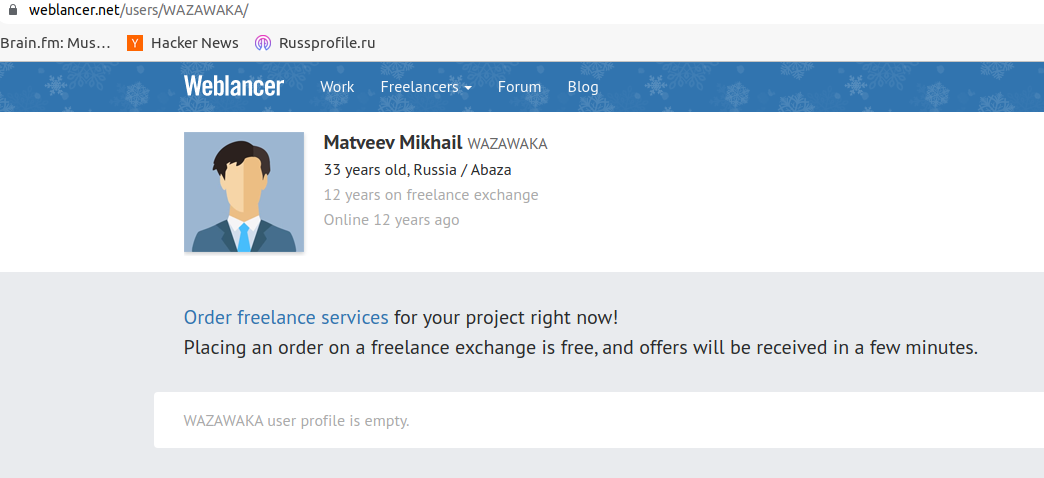 weblancer.net/users/WAZAWAKA/
Brain.fm: Mus... Y Hacker News Russprofile.ru
Weblancer Work Freelancers Forum Blog
Matveev Mikhail WAZAWAKA
33 years old, Russia / Abaza
12 years on freelance exchange
Online 12 years ago
Order freelance services for your project right now!
Placing an order on a freelance exchange is free, and offers will be received in a few minutes.
WAZAWAKA user profile is empty.